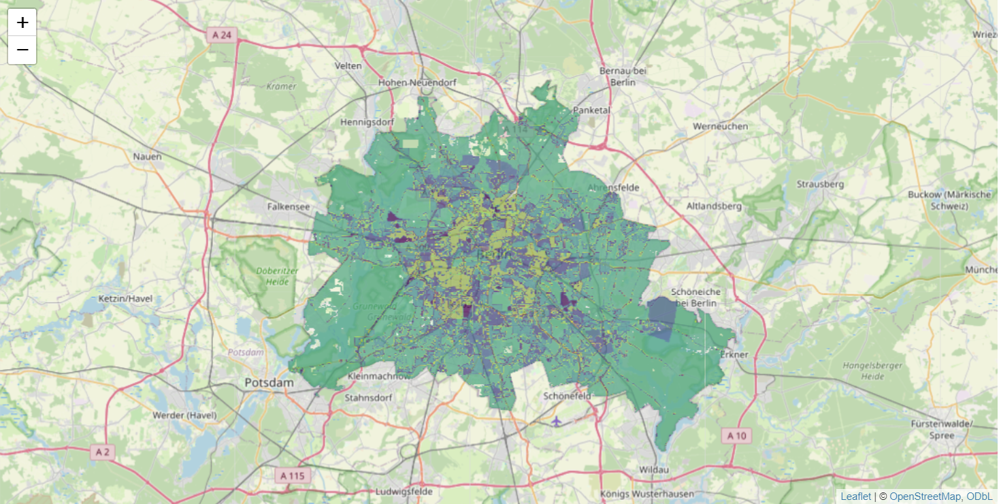 +
−
A 24
Velten
Krämer
Hohen Neuendorf
Bernau bei
Berlin
Panketal
Hennigsdorf
Werneuchen
Nauen
Ahrensfelde
Strausberg
Buckow (Märkische
Schweiz)
Falkensee
Altlandsberg
Berlin
Döberitzer
Heide
Ketzin/Havel
Schöneiche
bei Berlin
Grunewald
Grunewald
Potsdam
Potsdam
Erkner
Kleinmachnow
Hangelsberger
Heide
Stahnsdorf
Schönefeld
Werder (Havel)
Fürstenwalde/
Spree
A 10
A 2
A 115
Wildau
Ludwigsfelde
Königs Wusterhausen
Leaflet | © OpenStreetMap, ODbL